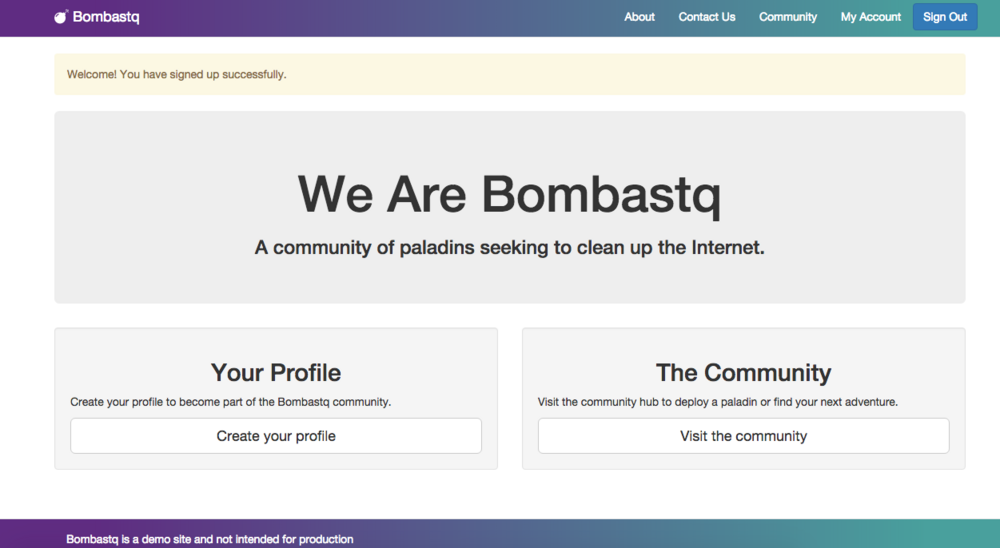 Bombastq
About
Contact Us
Community
My Account
Sign Out
Welcome! You have signed up successfully.
We Are Bombastq
A community of paladins seeking to clean up the Internet.
Your Profile
Create your profile to become part of the Bombastq community.
Create your profile
The Community
Visit the community hub to deploy a paladin or find your next adventure.
Visit the community
Bombastq is a demo site and not intended for production